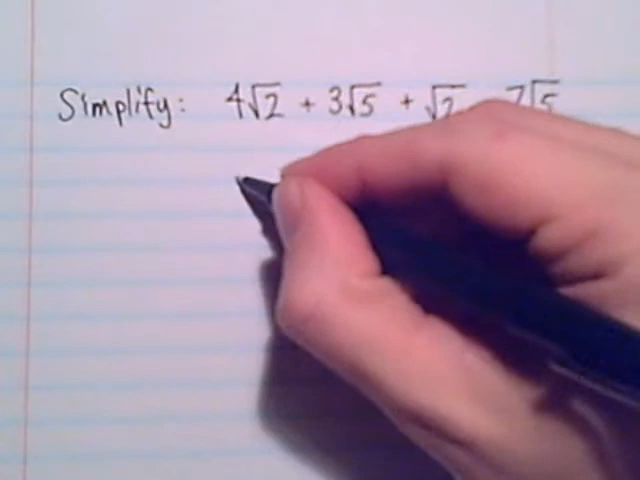 Simplify: 4√2 + 3√5 + √2 7√5